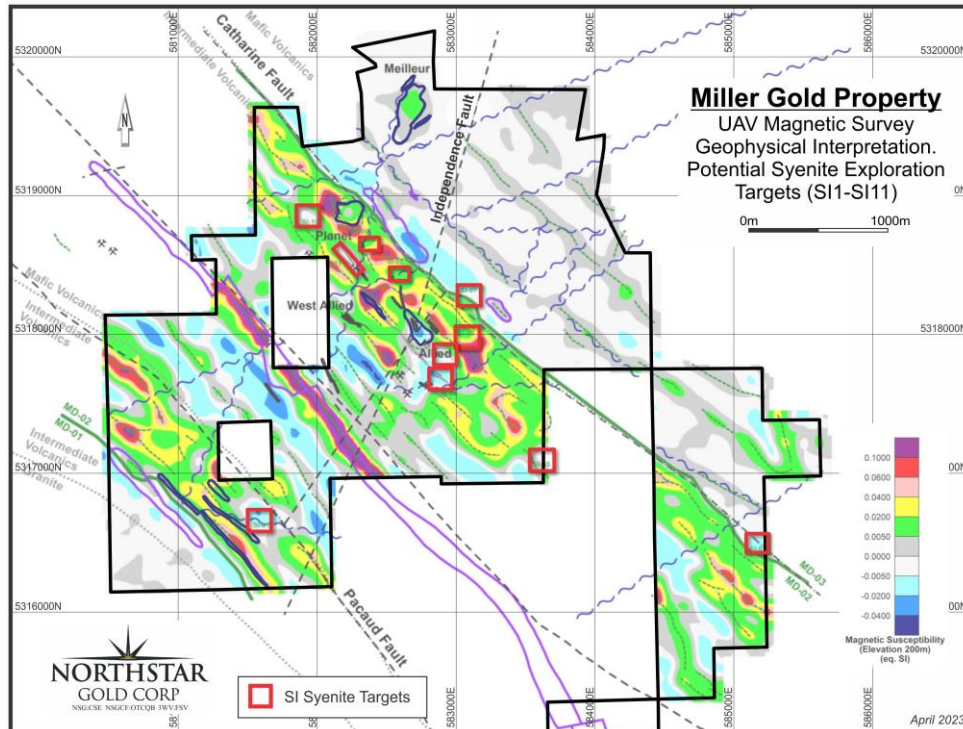 581000E
582000E
583000E
584000E
585000E
586000E
5320000N
5320000N
Mafic Volcanics
Intermediate Volcanics
Catharine Fault
Meilleur
N
Miller Gold Property
UAV Magnetic Survey
Geophysical Interpretation.
Potential Syenite Exploration
Targets (SI1-SI11)
0m
1000m
Independence Fault
5319000N
0N
Planet
West Allied
Allied
5318000N
5318000N
Mafic Volcanics
Intermediate
Volcanics
MD-02
MD-01
Intermediate
Volcanics
Granite
5317000N
00N
0.1000
0.0600
0.0400
0.0200
0.0000
-0.0050
-0.0200
-0.0400
Magnetic Susceptibility
(Elevation 200m)
(eq. SI)
MD-03
MD-02
5316000N
00N
Pacaud Fault
NORTHSTAR
GOLD CORP
NSG:CSE NSGCF:OTCQB 3WV:FSV
SI Syenite Targets
583000E
584000E
585000E
586000E
April 2023